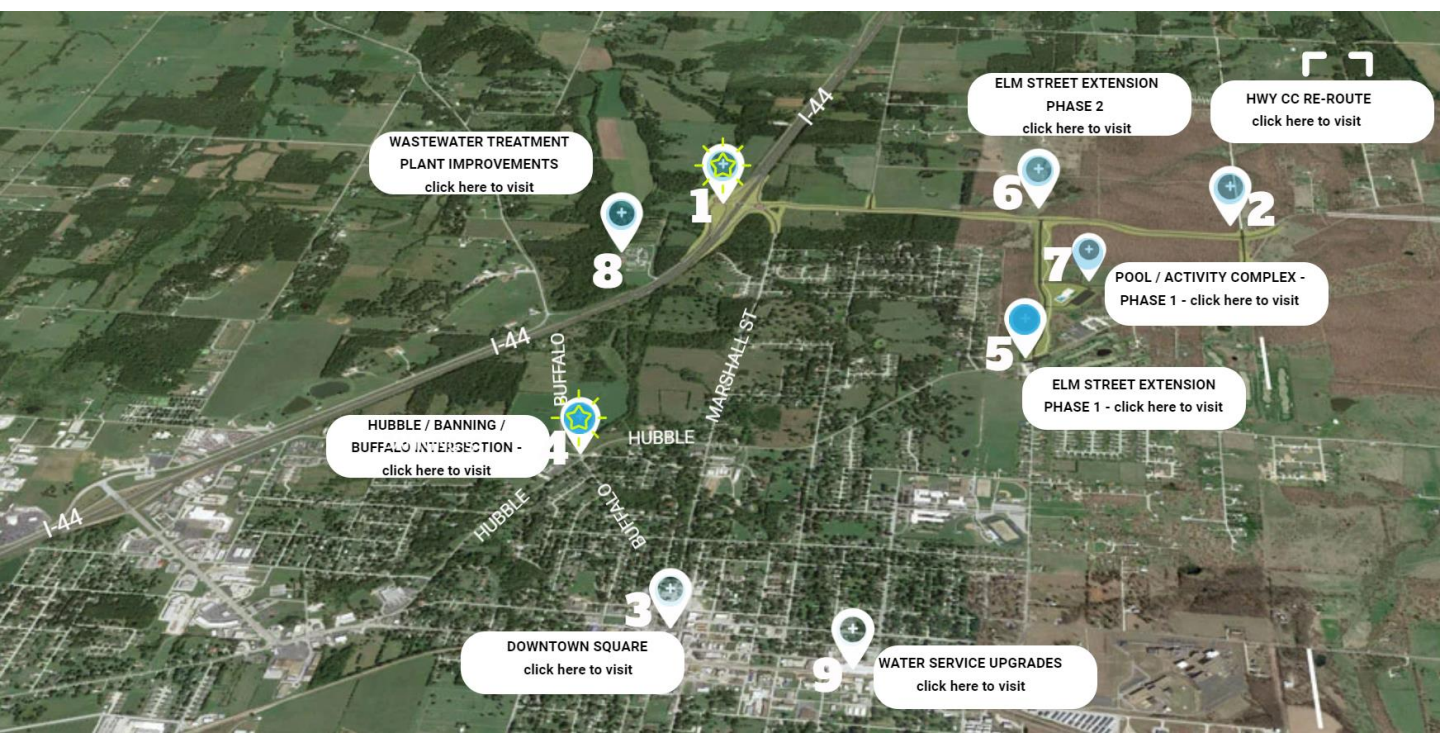 I-44
ELM STREET EXTENSION
PHASE 2
click here to visit
HWY CC RE-ROUTE
click here to visit
WASTEWATER TREATMENT
PLANT IMPROVEMENTS
click here to visit
1
6
2
8
7
POOL / ACTIVITY COMPLEX -
PHASE 1 - click here to visit
I-44
BUFFALO
MARSHALL ST
5
ELM STREET EXTENSION
PHASE 1 - click here to visit
HUBBLE / BANNING /
BUFFALO INTERSECTION -
click here to visit
4
HUBBLE
HUBBLE
BUFFALO
I-44
3
DOWNTOWN SQUARE
click here to visit
9
WATER SERVICE UPGRADES
click here to visit